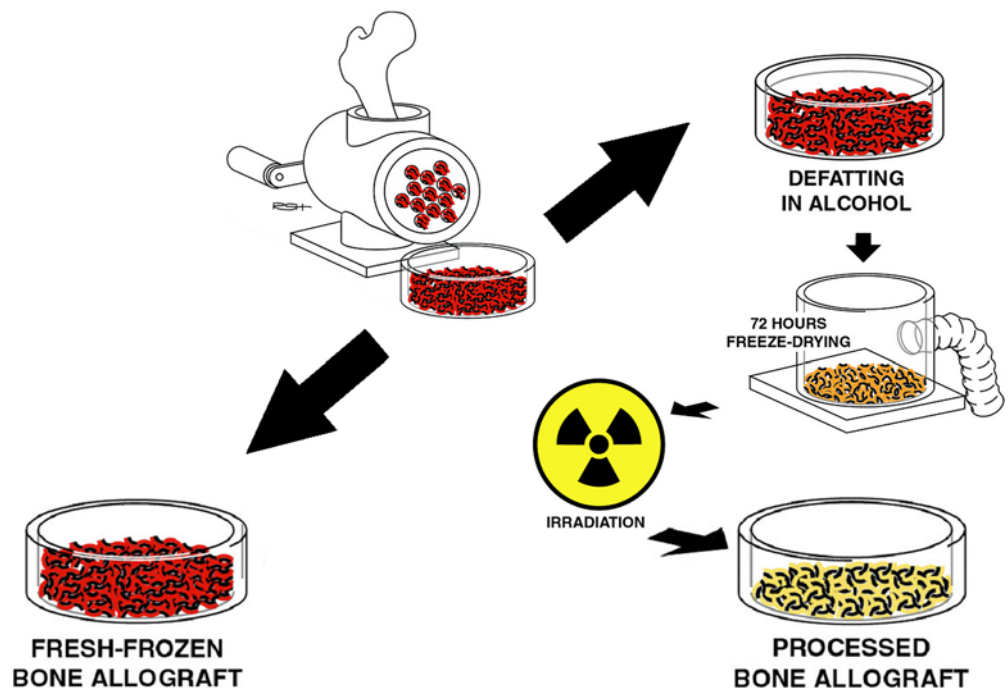 DEFATTING
IN ALCOHOL
72 HOURS
FREEZE-DRYING
IRRADIATION
FRESH-FROZEN
BONE ALLOGRAFT
PROCESSED
BONE ALLOGRAFT